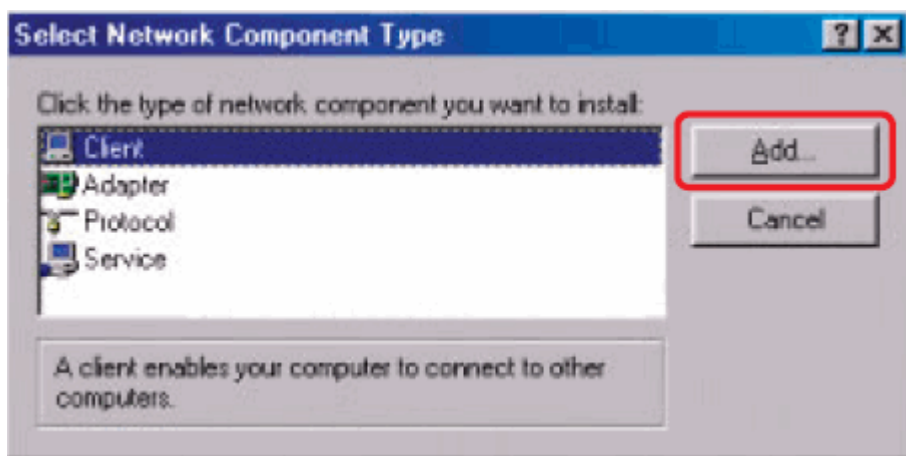 Select Network Component Type
Click the type of network component you want to install:
Client
Adapter
Protocol
Service
Add...
Cancel
A client enables your computer to connect to other
computers.